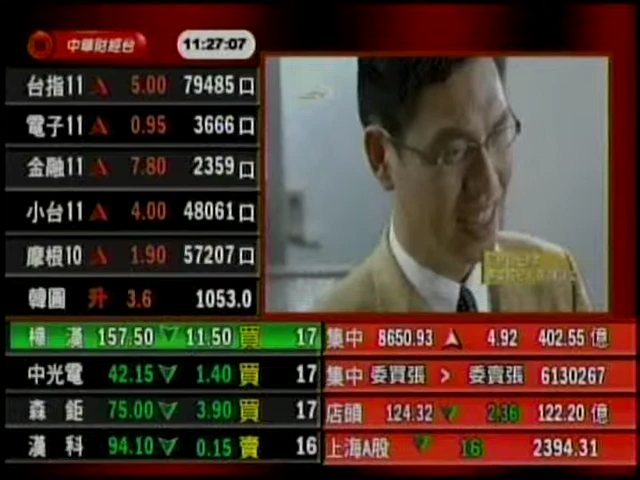 中華財經台 11:27:07
台指11 5.00 79485口
電子11 0.95 3666口
金融11 7.80 2359口
小台11 4.00 48061口
摩根10 1.90 57207口
韓圜 升 3.6 1053.0
樺漢 157.50 11.50 買 17
中光電 42.15 1.40 買 17
森鉅 75.00 3.90 買 17
漢科 94.10 0.15 賣 16
集中 8650.93 4.92 402.55 億
集中 委買張 > 委賣張 6130267
店頭 124.32 2.36 122.20 億
上海A股 16 2394.31